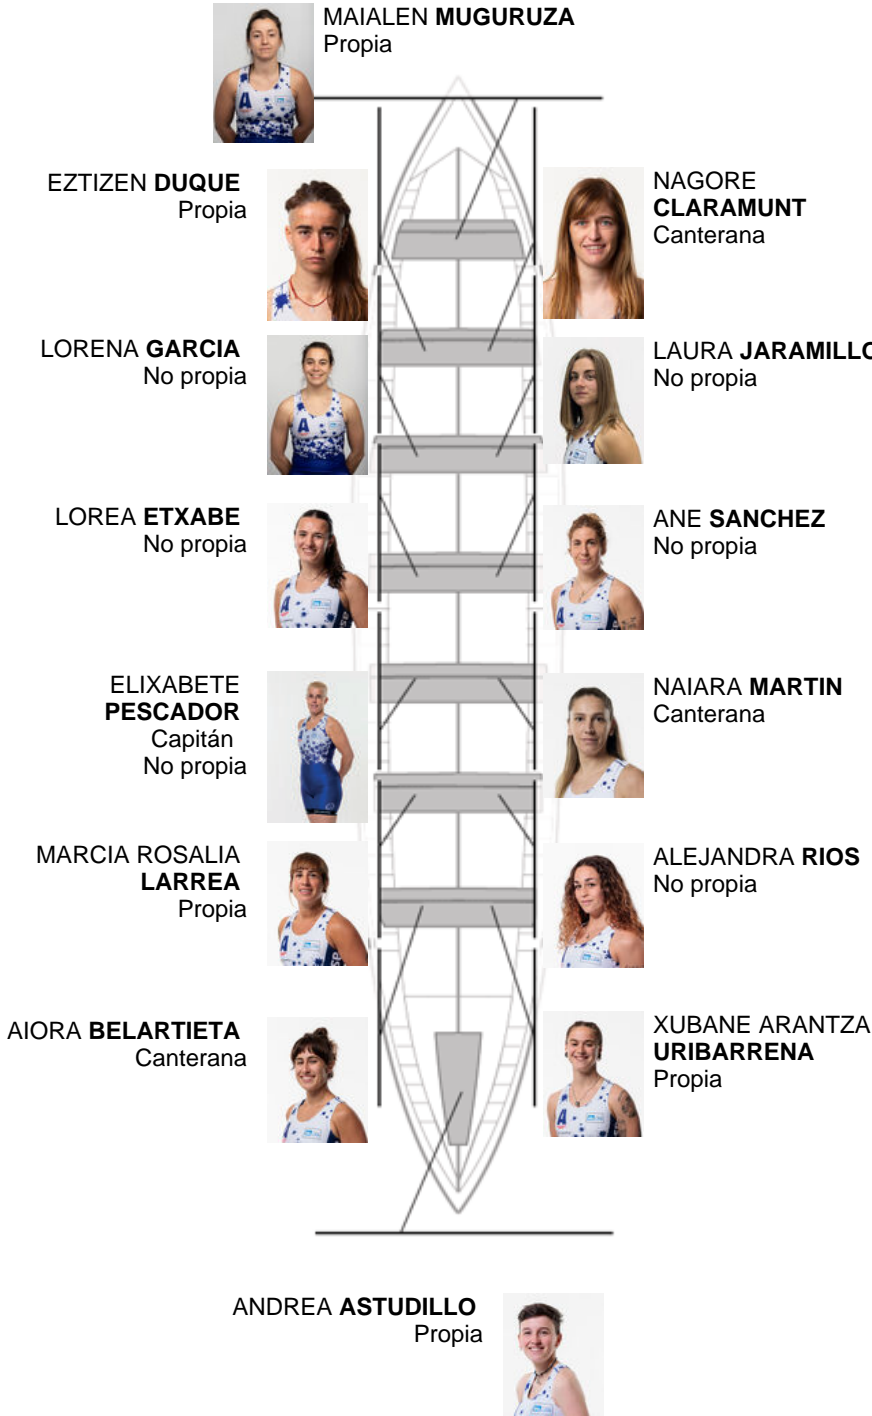 MAIALEN MUGURUZA
Propia
EZTIZEN DUQUE
Propia
NAGORE
CLARAMUNT
Canterana
LORENA GARCIA
No propia
LAURA JARAMILLO
No propia
LOREA ETXABE
No propia
ANE SANCHEZ
No propia
ELIXABETE
PESCADOR
Capitán
No propia
NAIARA MARTIN
Canterana
MARCIA ROSALIA
LARREA
Propia
ALEJANDRA RIOS
No propia
AIORA BELARTIETA
Canterana
XUBANE ARANTZA
URIBARRENA
Propia
ANDREA ASTUDILLO
Propia